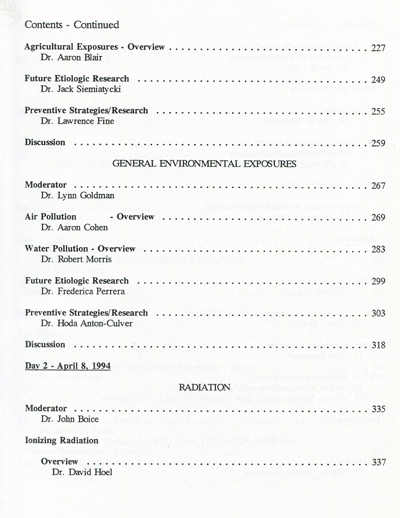 Contents - Continued
Agricultural Exposures - Overview . . . . . . . . . . . . . . . . . . . . . . . . . . . . . . . 227
Dr. Aaron Blair
Future Etiologic Research . . . . . . . . . . . . . . . . . . . . . . . . . . . . . . . . . . . . 249
Dr. Jack Siemiatycki
Preventive Strategies/Research . . . . . . . . . . . . . . . . . . . . . . . . . . . . . . . . . 255
Dr. Lawrence Fine
Discussion . . . . . . . . . . . . . . . . . . . . . . . . . . . . . . . . . . . . . . . . . . . . . 259
GENERAL ENVIRONMENTAL EXPOSURES
Moderator . . . . . . . . . . . . . . . . . . . . . . . . . . . . . . . . . . . . . . . . . . . . . 267
Dr. Lynn Goldman
Air Pollution - Overview . . . . . . . . . . . . . . . . . . . . . . . . . . . . . . . . 269
Dr. Aaron Cohen
Water Pollution - Overview . . . . . . . . . . . . . . . . . . . . . . . . . . . . . . . . . . . 283
Dr. Robert Morris
Future Etiologic Research . . . . . . . . . . . . . . . . . . . . . . . . . . . . . . . . . . . . 299
Dr. Frederica Perrera
Preventive Strategies/Research . . . . . . . . . . . . . . . . . . . . . . . . . . . . . . . . . 303
Dr. Hoda Anton-Culver
Discussion . . . . . . . . . . . . . . . . . . . . . . . . . . . . . . . . . . . . . . . . . . . . . 318
Day 2 - April 8, 1994
RADIATION
Moderator . . . . . . . . . . . . . . . . . . . . . . . . . . . . . . . . . . . . . . . . . . . . . 335
Dr. John Boice
Ionizing Radiation
Overview . . . . . . . . . . . . . . . . . . . . . . . . . . . . . . . . . . . . . . . . . . . 337
Dr. David Hoel